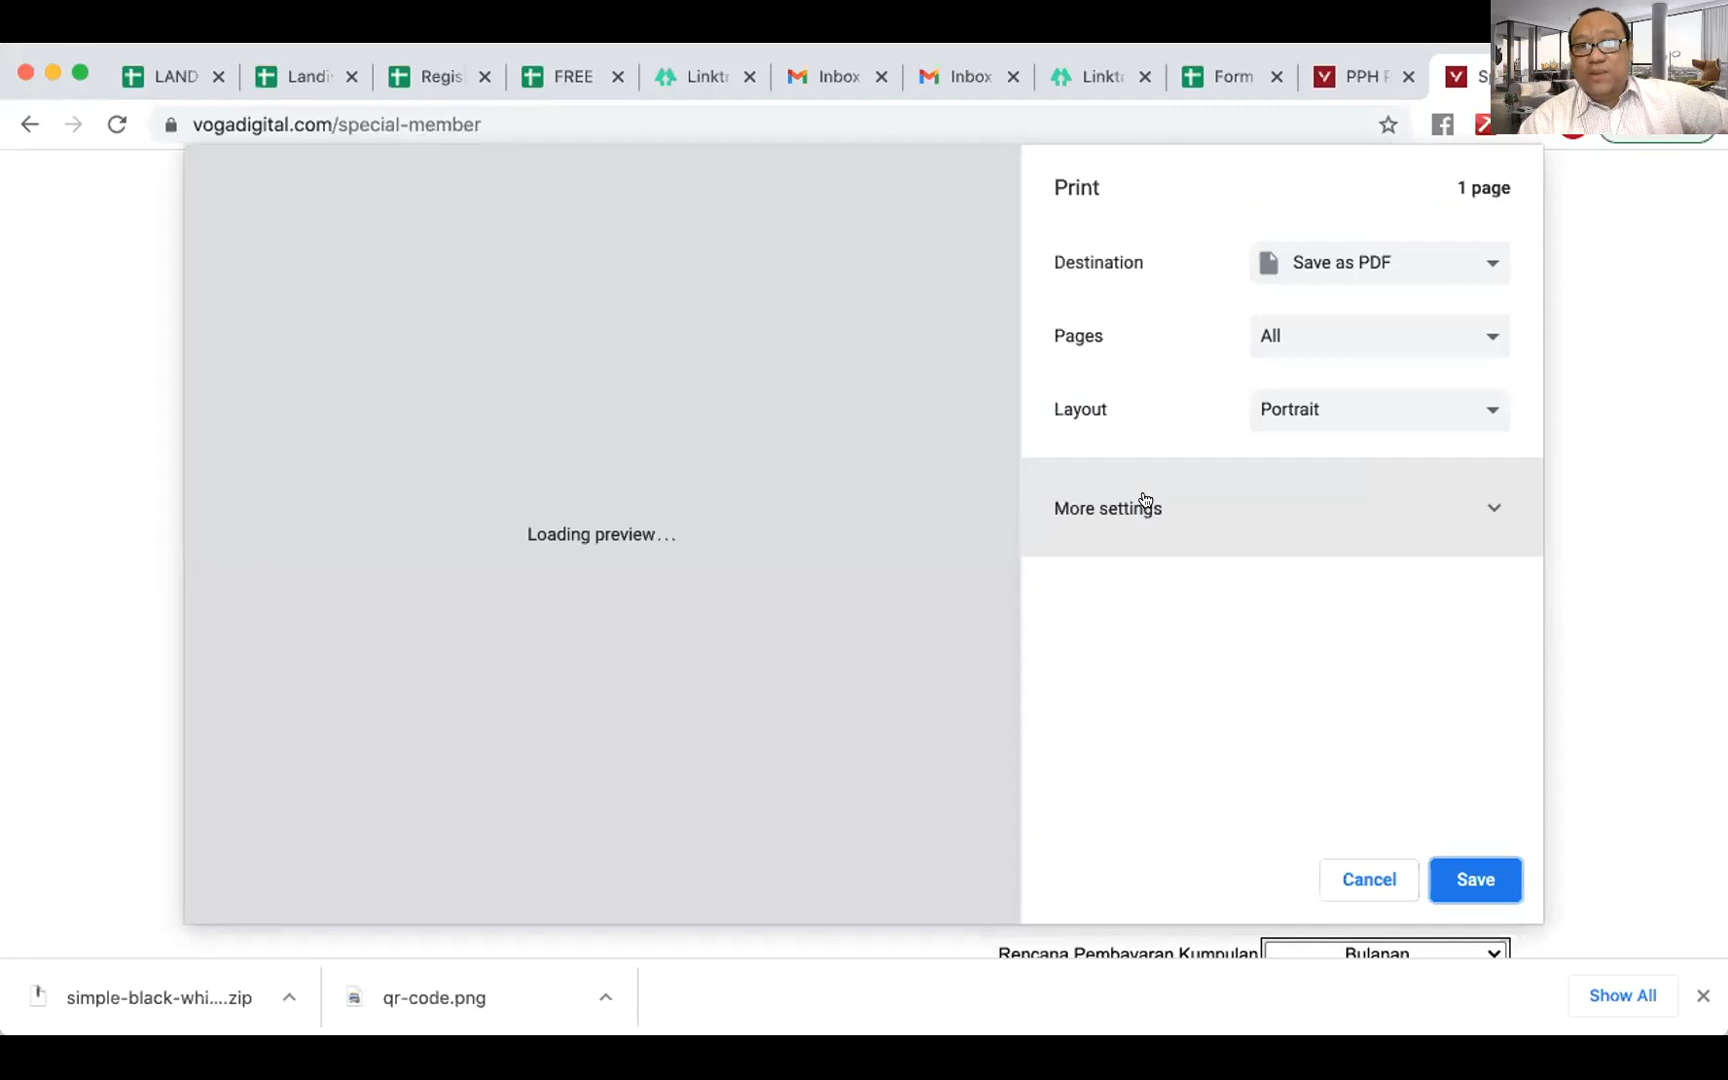 LAND
Landi
Regis
FREE
Linktr
Inbox
Inbox
Linktr
Form
PPH F
S
vogadigital.com/special-member
Print
1 page
Destination
Save as PDF
Pages
All
Layout
Portrait
More settings
Loading preview...
Cancel
Save
Rencana Pembayaran Kumpulan
Bulanan
simple-black-whi....zip
qr-code.png
Show All